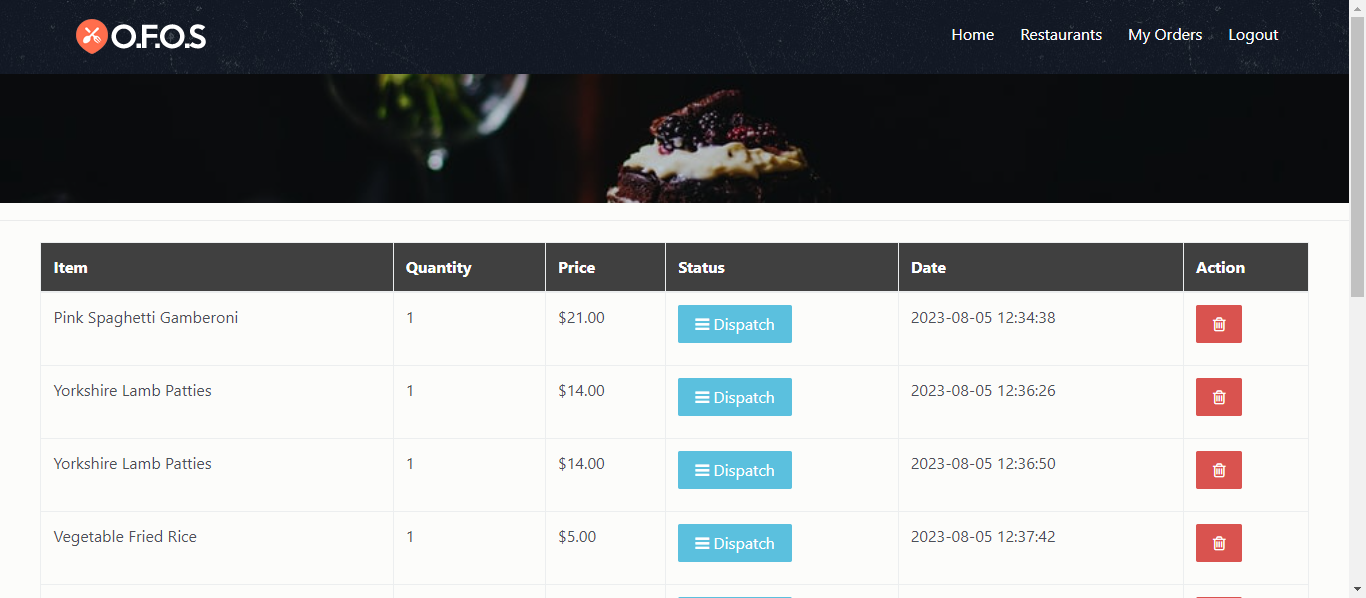 O.F.O.S
Home Restaurants My Orders Logout
Item Quantity Price Status Date Action
Pink Spaghetti Gamberoni 1 $21.00 Dispatch 2023-08-05 12:34:38
Yorkshire Lamb Patties 1 $14.00 Dispatch 2023-08-05 12:36:26
Yorkshire Lamb Patties 1 $14.00 Dispatch 2023-08-05 12:36:50
Vegetable Fried Rice 1 $5.00 Dispatch 2023-08-05 12:37:42